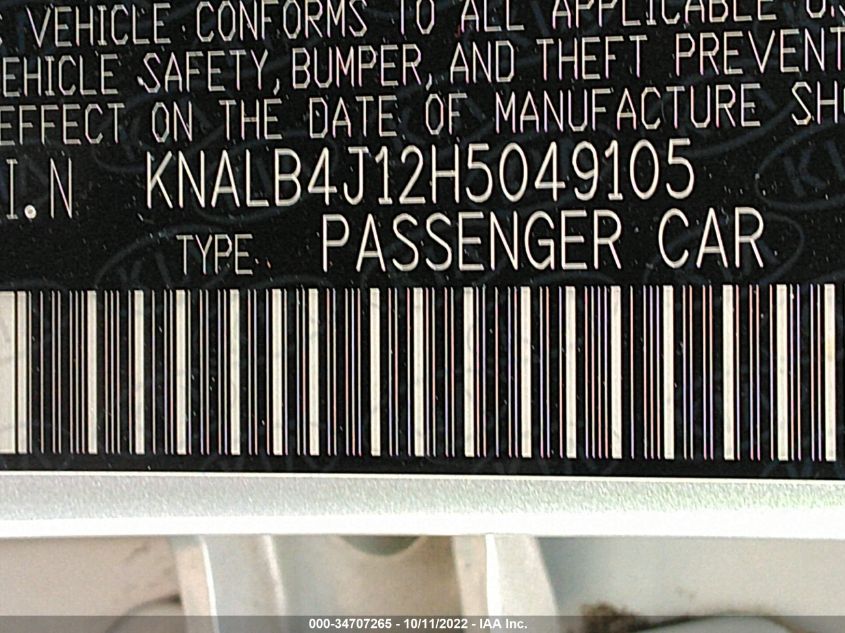 VEHICLE CONFORMS TO ALL APPLICABLE
VEHICLE SAFETY, BUMPER, AND THEFT PREVENT
EFFECT ON THE DATE OF MANUFACTURE SH
I.N KNALB4J12H5049105
TYPE PASSENGER CAR
000-34707265 - 10/11/2022 - IAA Inc.